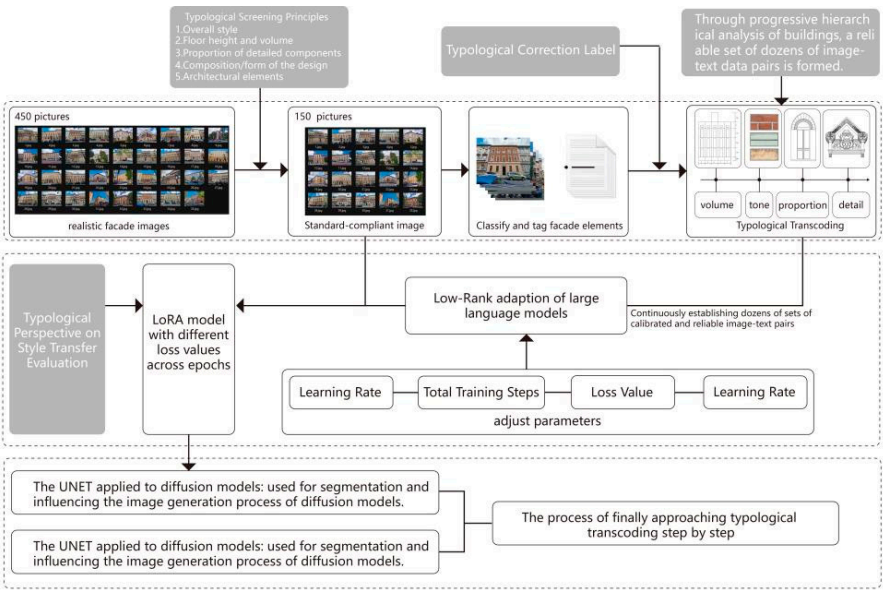 Typological Screening Principles
1.Overall style
2.Floor height and volume
3.Proportion of detailed components
4.Composition/form of the design
5.Architectural elements
Typological Correction Label
Through progressive hierarch
ical analysis of buildings, a reli
able set of dozens of image-
text data pairs is formed.
450 pictures
realistic facade images
150 pictures
Standard-compliant image
Classify and tag facade elements
volume
tone
proportion
detail
Typological Transcoding
Typological
Perspective on
Style Transfer
Evaluation
LoRA model
with different
loss values
across epochs
Low-Rank adaption of large
language models
Continuously establishing dozens of sets of
calibrated and reliable image-text pairs
Learning Rate
Total Training Steps
Loss Value
Learning Rate
adjust parameters
The UNET applied to diffusion models: used for segmentation and
influencing the image generation process of diffusion models.
The UNET applied to diffusion models: used for segmentation and
influencing the image generation process of diffusion models.
The process of finally approaching typological
transcoding step by step